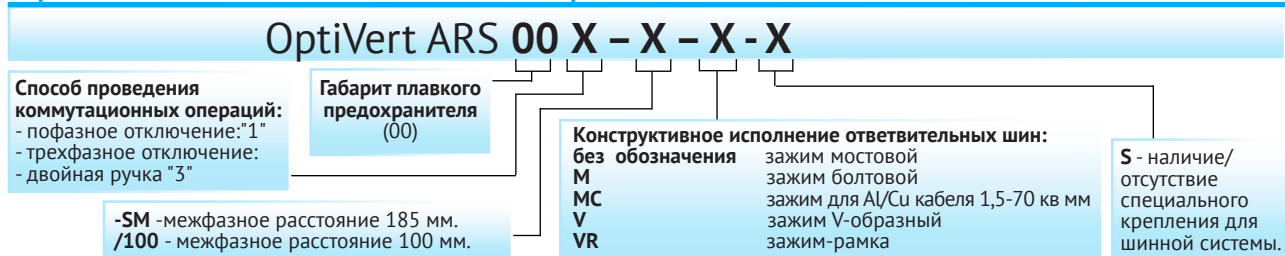 OptiVert ARS 00 X – X – X - X
Способ проведения
коммутационных операций:
- пофазное отключение:"1"
- трехфазное отключение:
- двойная ручка "3"
Габарит плавкого
предохранителя
(00)
-SM -межфазное расстояние 185 мм.
/100 - межфазное расстояние 100 мм.
Конструктивное исполнение ответвительных шин:
без обозначения зажим мостовой
M зажим болтовой
MC зажим для Al/Cu кабеля 1,5-70 кв мм
V зажим V-образный
VR зажим-рамка
S - наличие/
отсутствие
специального
крепления для
шинной системы.